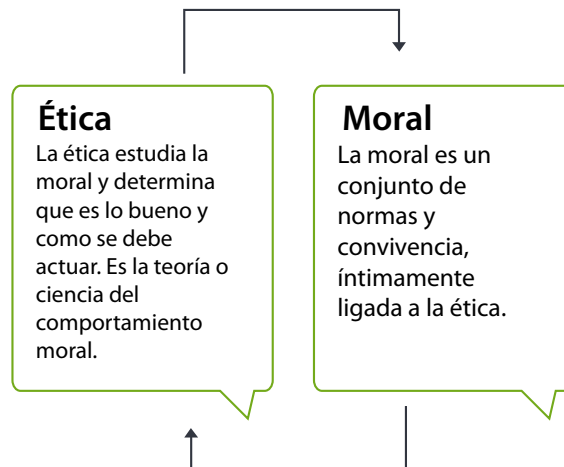 Ética
La ética estudia la
moral y determina
que es lo bueno y
como se debe
actuar. Es la teoría o
ciencia del
comportamiento
moral.
Moral
La moral es un
conjunto de
normas y
convivencia,
íntimamente
ligada a la ética.